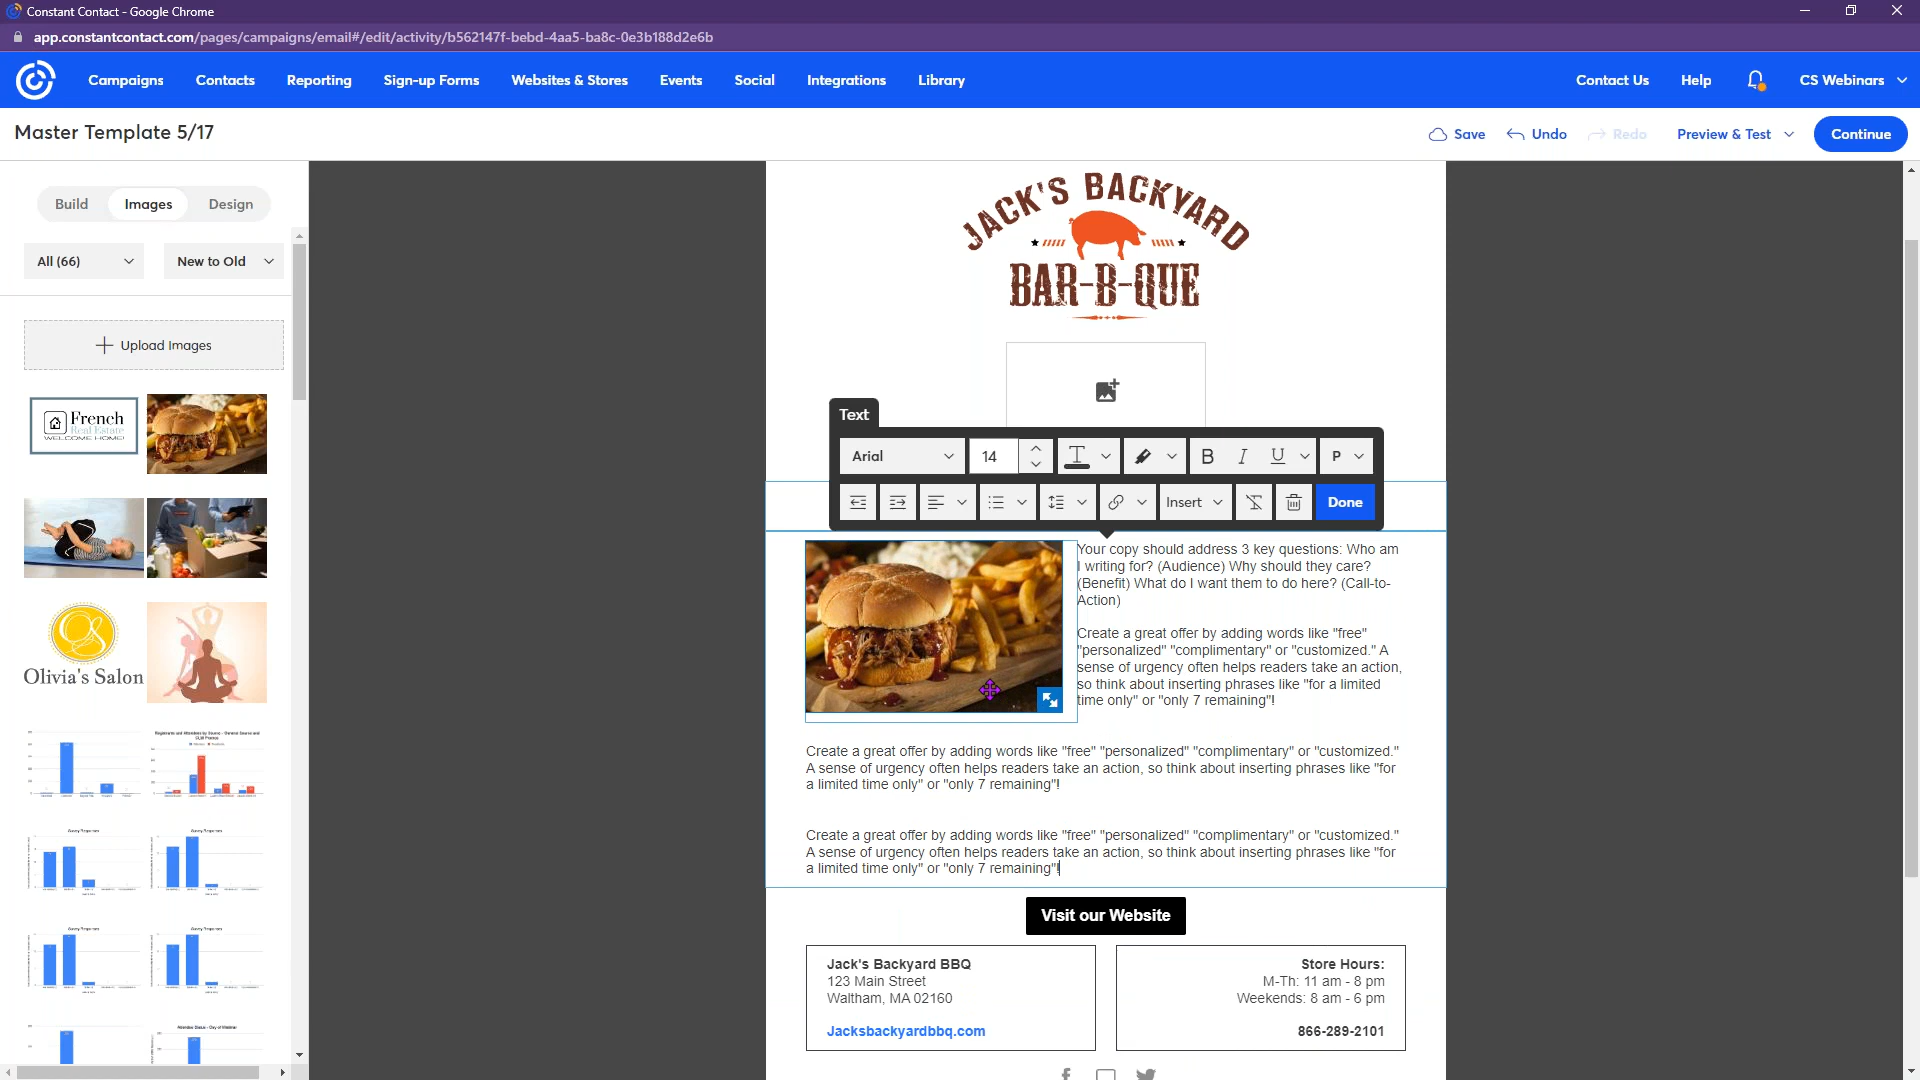 Constant Contact - Google Chrome
app.constantcontact.com/pages/campaigns/email#/edit/activity/b562147f-bebd-4aa5-ba8c-0e3b188d2e6b
Campaigns Contacts Reporting Sign-up Forms Websites & Stores Events Social Integrations Library Contact Us Help CS Webinars
Master Template 5/17
Save Undo Redo Preview & Test Continue
Build Images Design
All (66) New to Old
Upload Images
French
Real Estate
WELCOME HOME!
Olivia's Salon
JACK'S BACKYARD
BAR-B-QUE
Text
Arial 14 B I U P
Insert Done
Your copy should address 3 key questions: Who am
I writing for? (Audience) Why should they care?
(Benefit) What do I want them to do here? (Call-to-
Action)
Create a great offer by adding words like "free"
"personalized" "complimentary" or "customized." A
sense of urgency often helps readers take an action,
so think about inserting phrases like "for a limited
time only" or "only 7 remaining"!
Create a great offer by adding words like "free" "personalized" "complimentary" or "customized."
A sense of urgency often helps readers take an action, so think about inserting phrases like "for
a limited time only" or "only 7 remaining"!
Create a great offer by adding words like "free" "personalized" "complimentary" or "customized."
A sense of urgency often helps readers take an action, so think about inserting phrases like "for
a limited time only" or "only 7 remaining"!
Visit our Website
Jack's Backyard BBQ
123 Main Street
Waltham, MA 02160
Jacksbackyardbbq.com
Store Hours:
M-Th: 11 am - 8 pm
Weekends: 8 am - 6 pm
866-289-2101